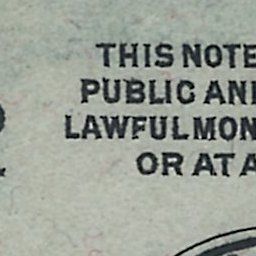 THIS NOTE
PUBLIC AN
LAWFUL MON
OR AT A